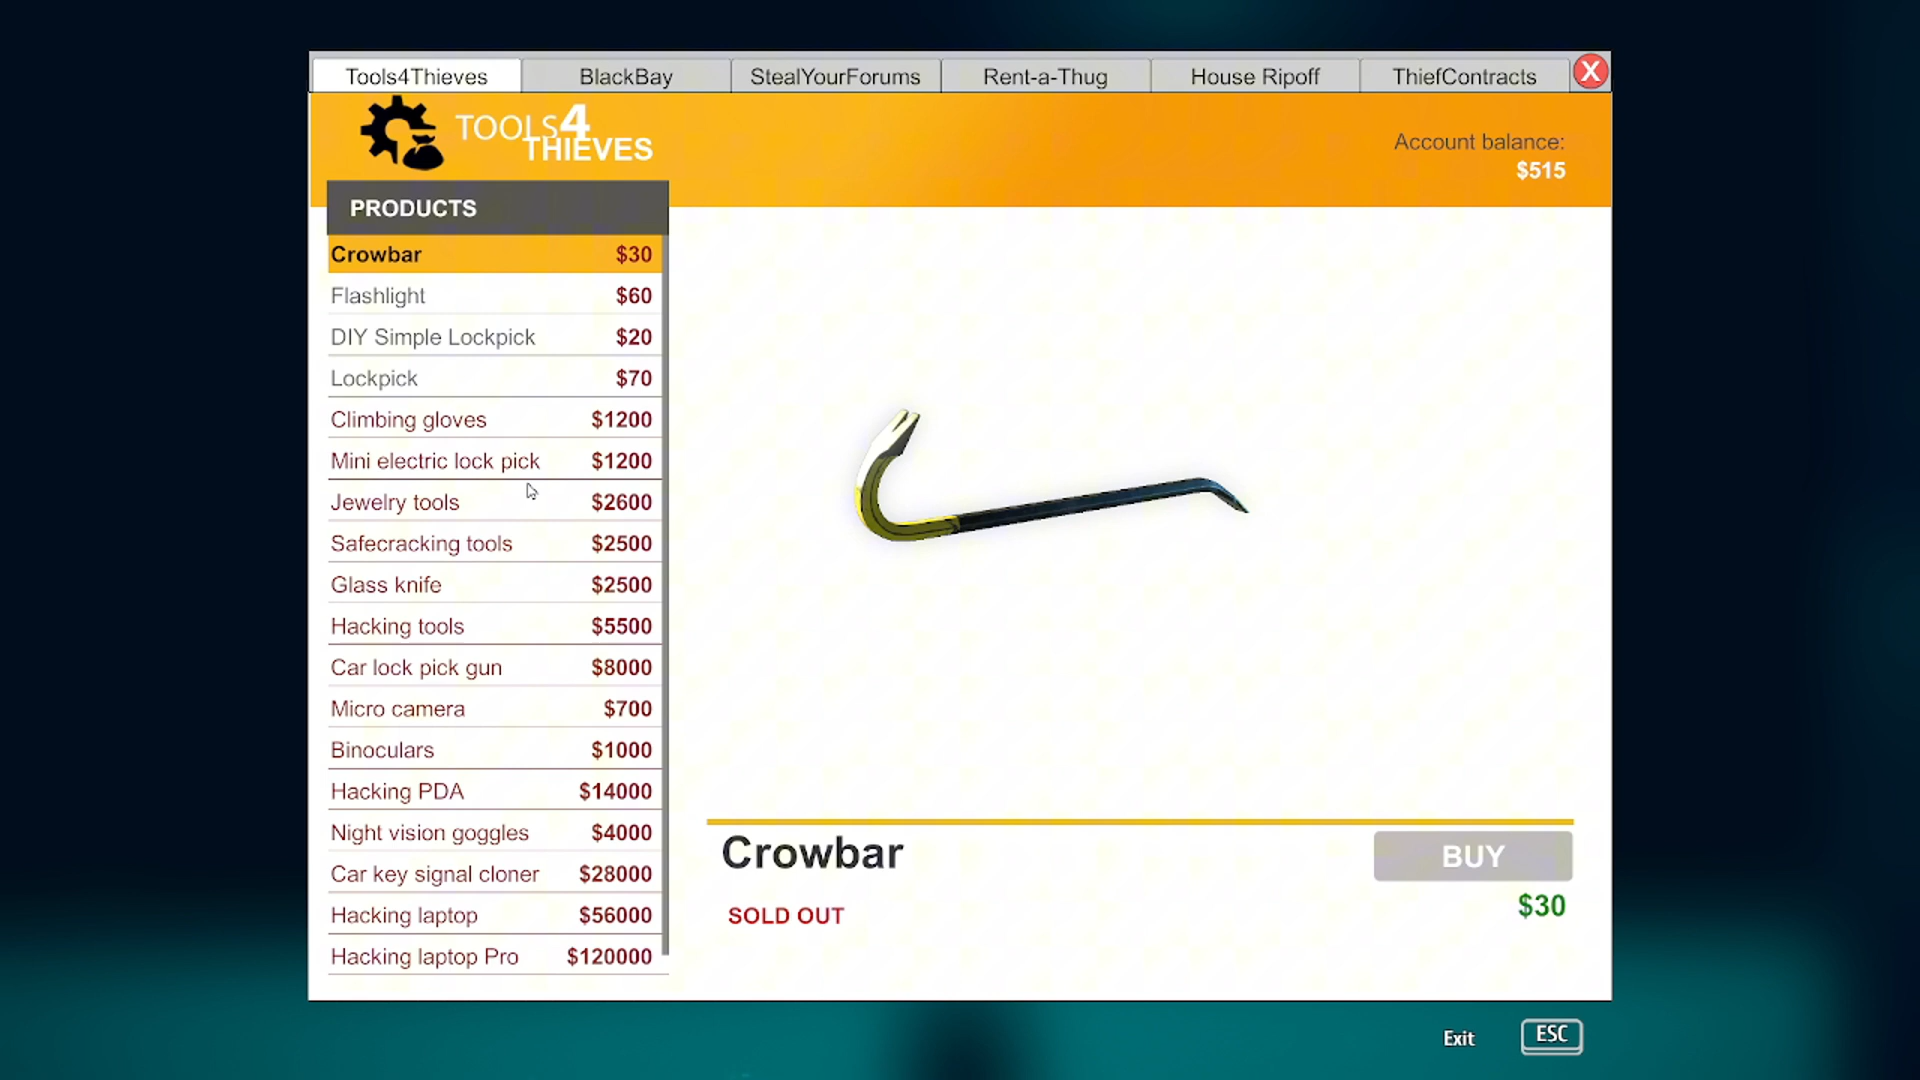 Tools4Thieves
BlackBay
StealYourForums
Rent-a-Thug
House Ripoff
ThiefContracts
X
TOOLS4
THIEVES
Account balance:
$515
PRODUCTS
Crowbar $30
Flashlight $60
DIY Simple Lockpick $20
Lockpick $70
Climbing gloves $1200
Mini electric lock pick $1200
Jewelry tools $2600
Safecracking tools $2500
Glass knife $2500
Hacking tools $5500
Car lock pick gun $8000
Micro camera $700
Binoculars $1000
Hacking PDA $14000
Night vision goggles $4000
Car key signal cloner $28000
Hacking laptop $56000
Hacking laptop Pro $120000
Crowbar
BUY
SOLD OUT
$30
Exit ESC